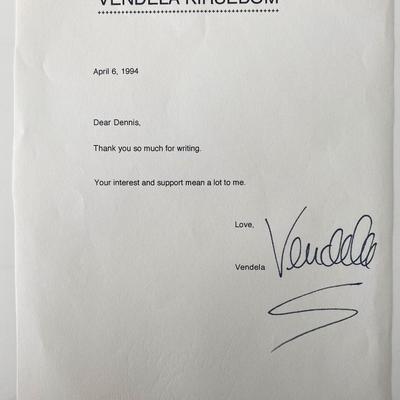 VENDELA KIRSEBOM
April 6, 1994
Dear Dennis,
Thank you so much for writing.
Your interest and support mean a lot to me.
Love,
Vendela
Vendela